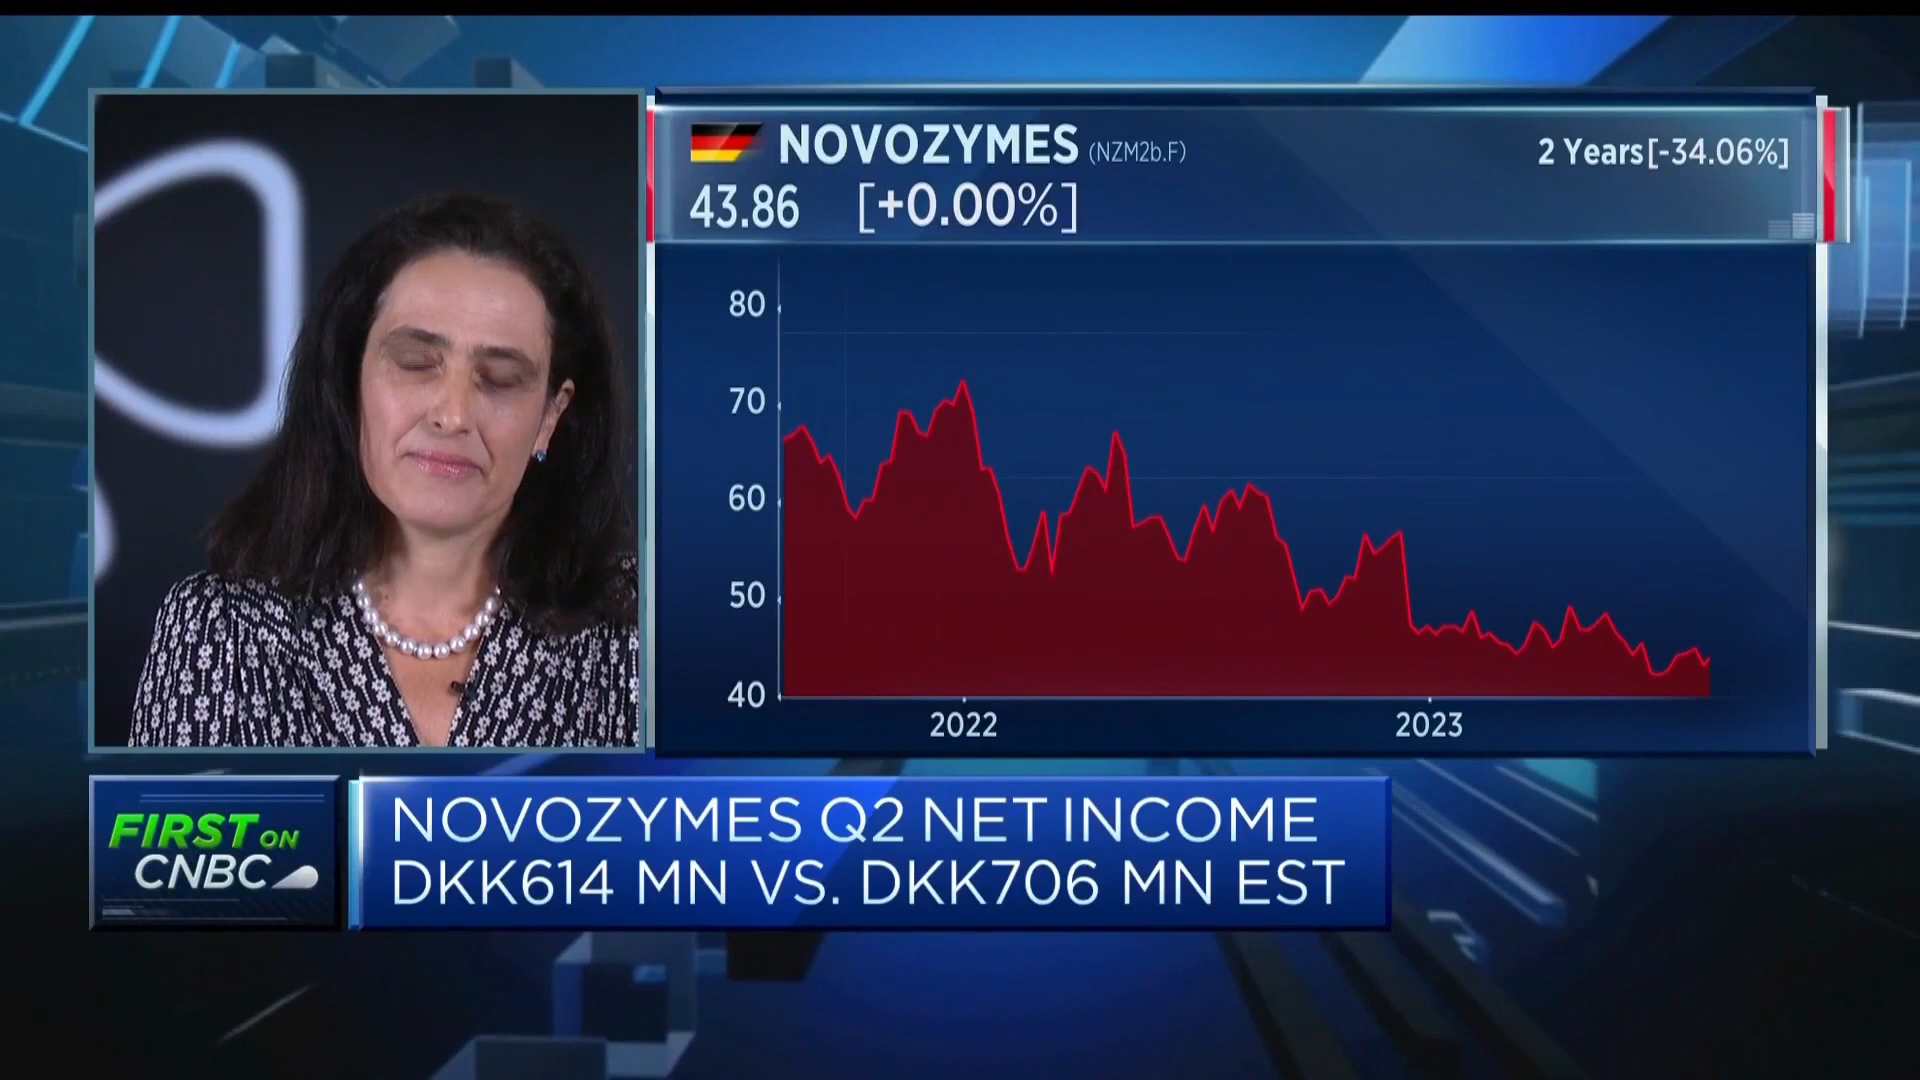 NOVOZYMES (NZM2b.F)
2 Years[-34.06%]
43.86 [+0.00%]
80
70
60
50
40
2022 2023
FIRST ON
CNBC
NOVOZYMES Q2 NET INCOME
DKK614 MN VS. DKK706 MN EST